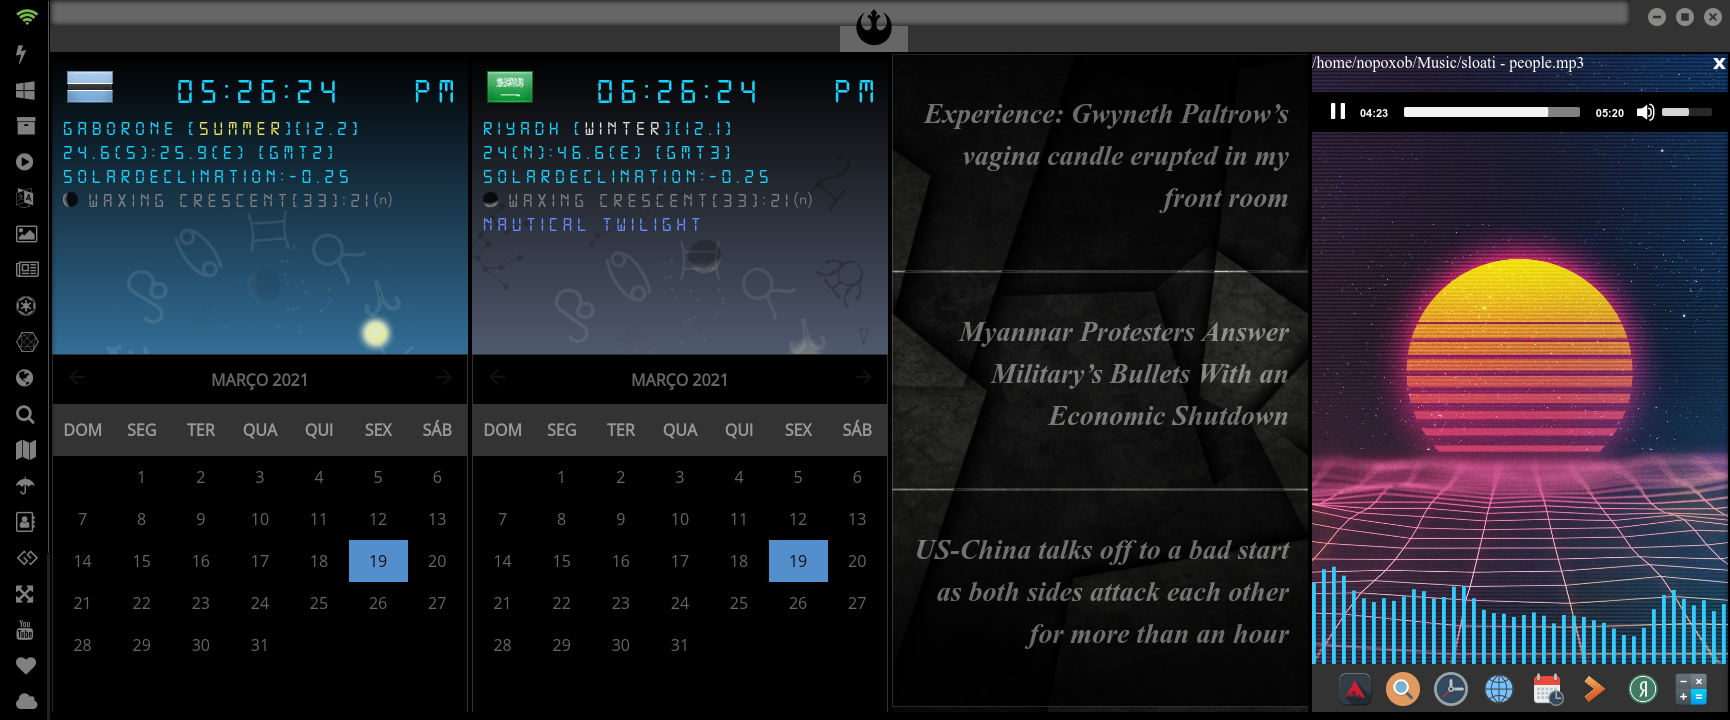 05:26:24 PM
GABORONE [SUMMER][12.2]
24.6(S):25.9(E) [GMT2]
SOLARDECLINATION:-0.25
WAXING CRESCENT(33):21(n)
MARÇO 2021
DOM SEG TER QUA QUI SEX SÁB
1 2 3 4 5 6
7 8 9 10 11 12 13
14 15 16 17 18 19 20
21 22 23 24 25 26 27
28 29 30 31
06:26:24 PM
RIYADH [WINTER][12.1]
24(N):46.6(E) [GMT3]
SOLARDECLINATION:-0.25
WAXING CRESCENT(33):21(n)
NAUTICAL TWILIGHT
MARÇO 2021
DOM SEG TER QUA QUI SEX SÁB
1 2 3 4 5 6
7 8 9 10 11 12 13
14 15 16 17 18 19 20
21 22 23 24 25 26 27
28 29 30 31
Experience: Gwyneth Paltrow’s
vagina candle erupted in my
front room
Myanmar Protesters Answer
Military’s Bullets With an
Economic Shutdown
US-China talks off to a bad start
as both sides attack each other
for more than an hour
/home/nopoxob/Music/sloati - people.mp3 x
04:23 05:20
You
Tube
Я